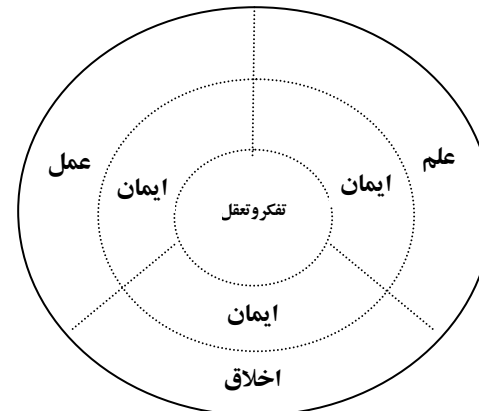 علم
عمل
ایمان
ایمان
تفکروتعقل
ایمان
اخلاق